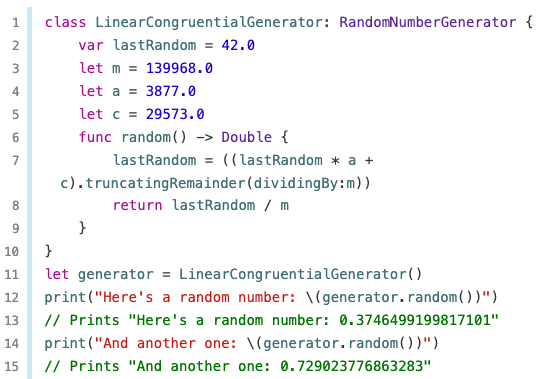 1 class LinearCongruentialGenerator: RandomNumberGenerator {
2 var lastRandom = 42.0
3 let m = 139968.0
4 let a = 3877.0
5 let c = 29573.0
6 func random() -> Double {
7 lastRandom = ((lastRandom * a +
c).truncatingRemainder(dividingBy:m))
8 return lastRandom / m
9 }
10 }
11 let generator = LinearCongruentialGenerator()
12 print("Here's a random number: \(generator.random())")
13 // Prints "Here's a random number: 0.3746499199817101"
14 print("And another one: \(generator.random())")
15 // Prints "And another one: 0.729023776863283"